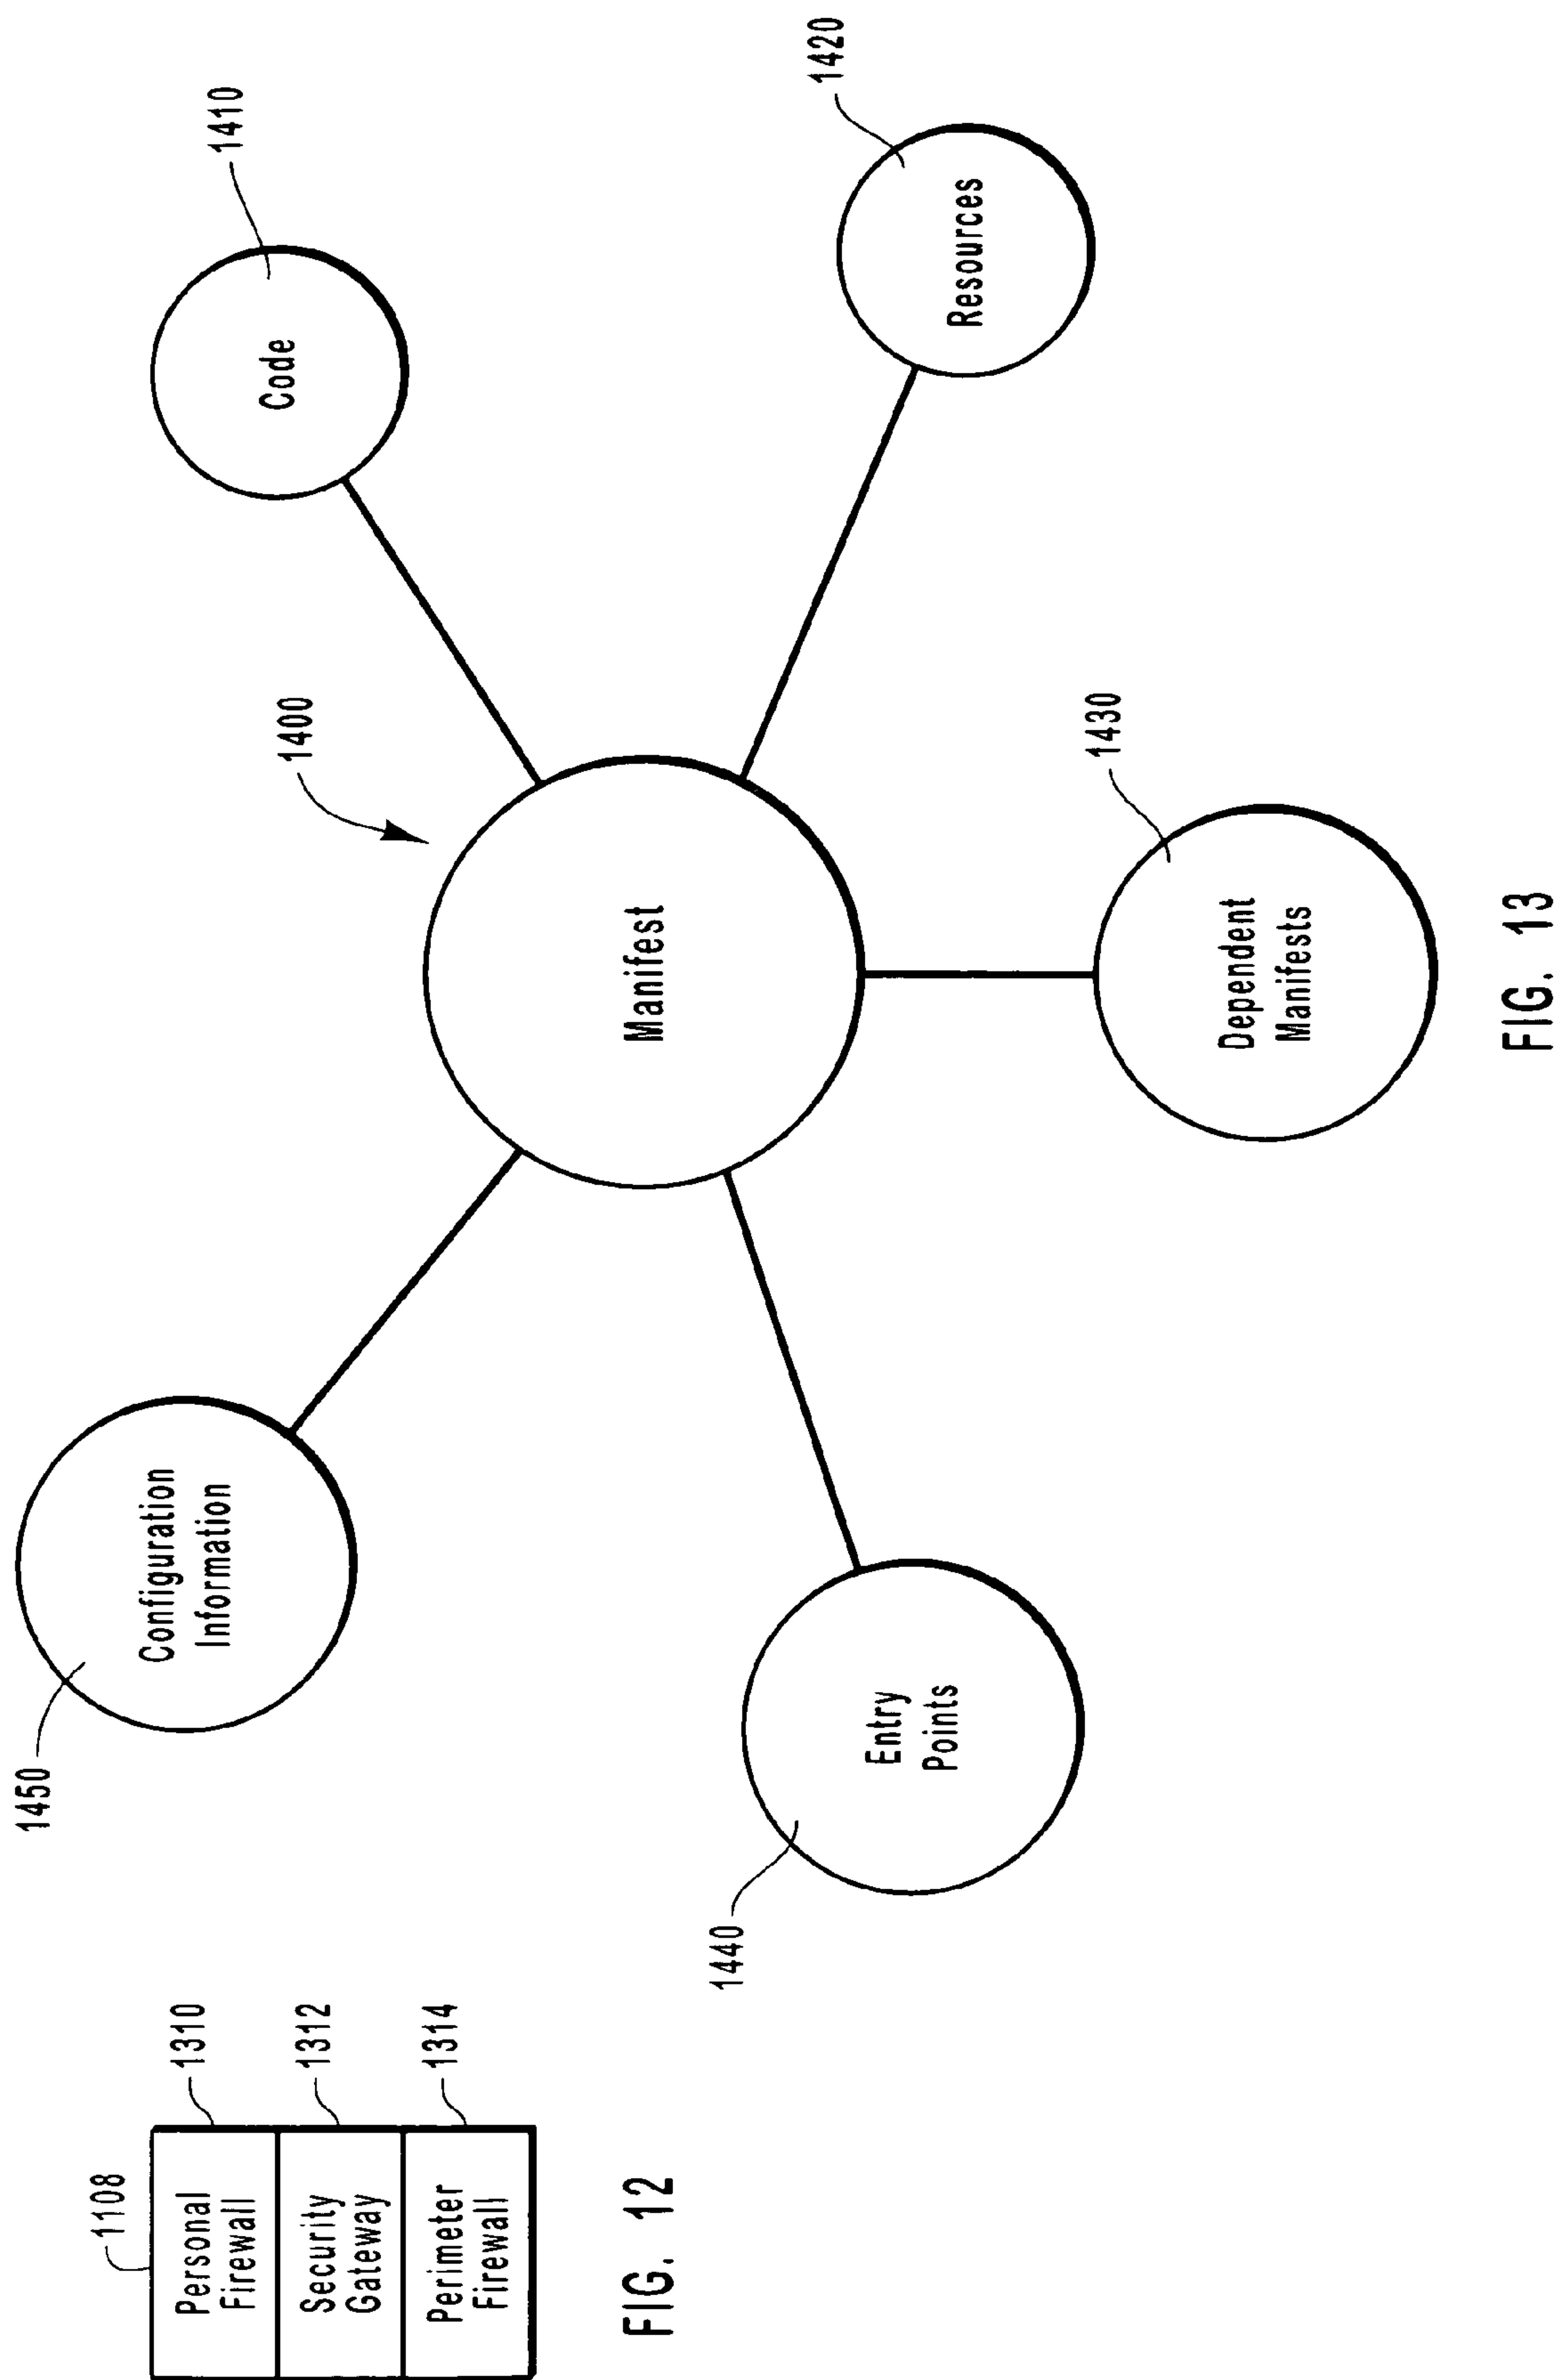 1108
Personal
Firewall
1310
Security
Gateway
1312
Perimeter
Firewall
1314
FIG. 12
1450
Configuration
Information
1440
Entry
Points
1400
Manifest
1410
Code
1420
Resources
1430
Dependent
Manifests
FIG. 13